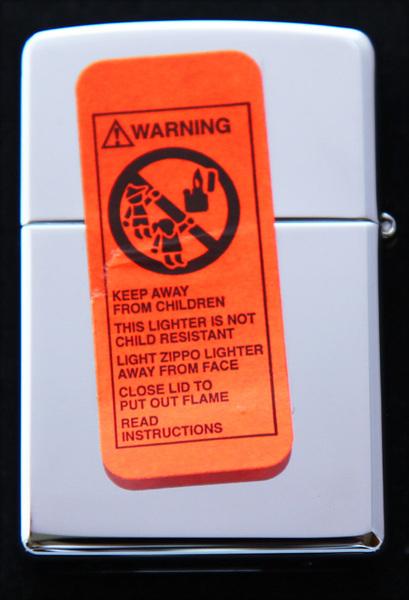 WARNING
KEEP AWAY
FROM CHILDREN
THIS LIGHTER IS NOT
CHILD RESISTANT
LIGHT ZIPPO LIGHTER
AWAY FROM FACE
CLOSE LID TO
PUT OUT FLAME
READ
INSTRUCTIONS